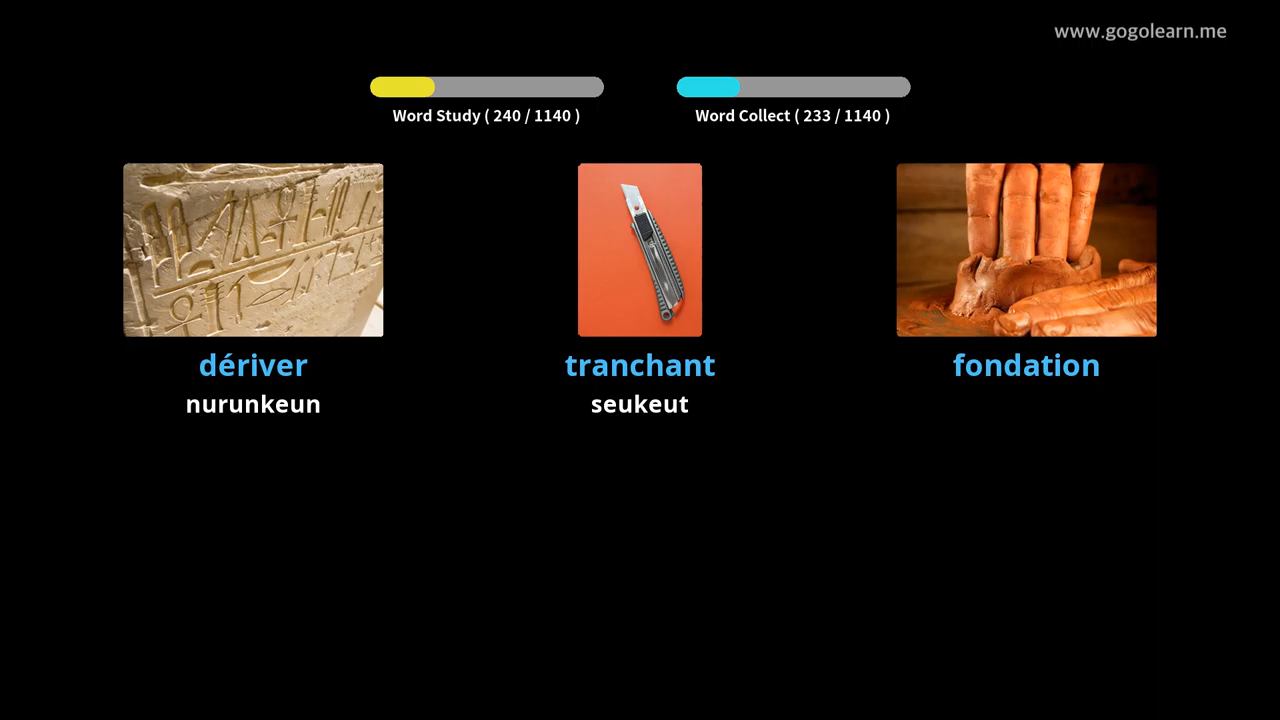 www.gogolearn.me
Word Study ( 240 / 1140 )
Word Collect ( 233 / 1140 )
dériver
tranchant
fondation
nurunkeun
seukeut